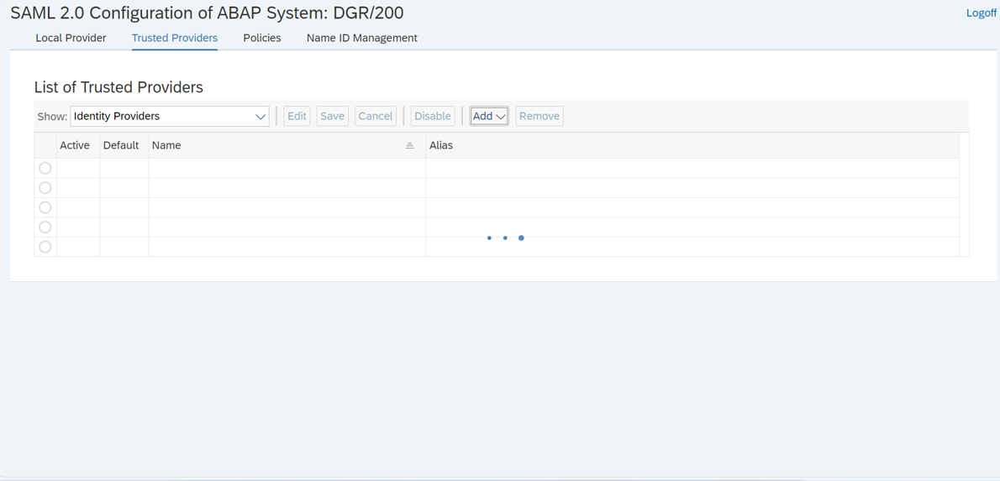 SAML 2.0 Configuration of ABAP System: DGR/200
Logoff
Local Provider Trusted Providers Policies Name ID Management
List of Trusted Providers
Show: Identity Providers Edit Save Cancel Disable Add Remove
Active Default Name Alias